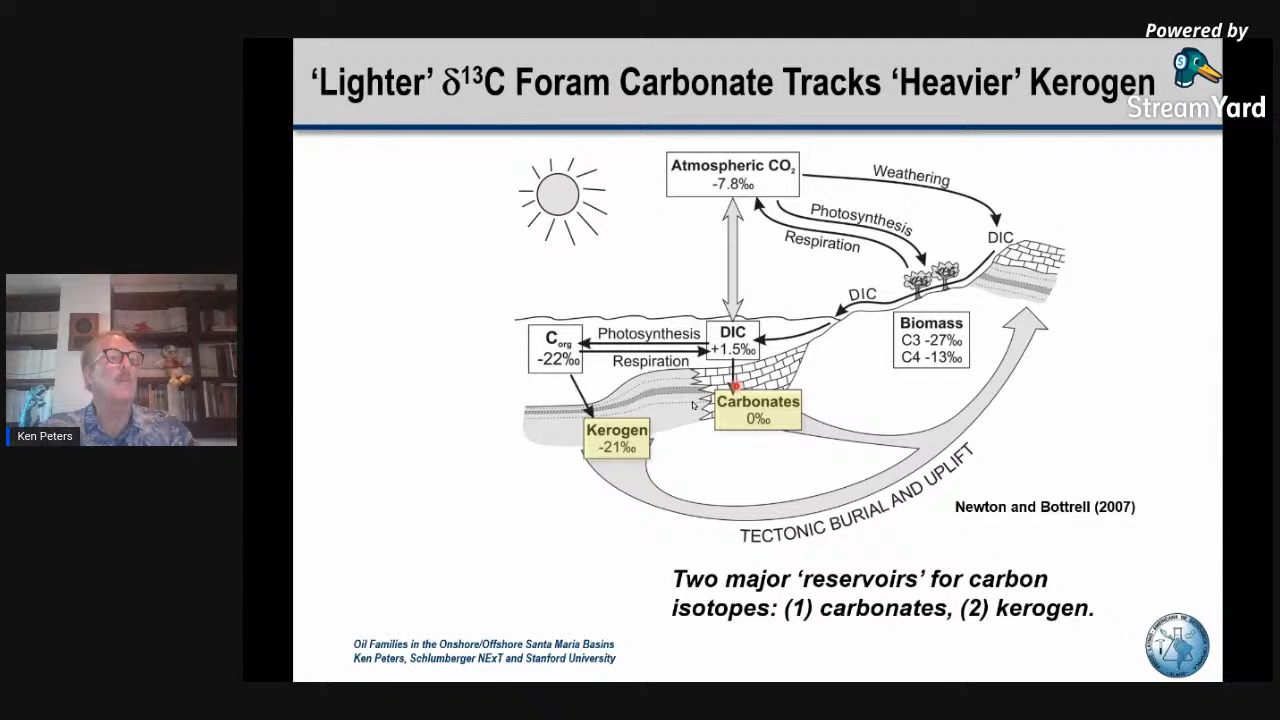 Powered by
StreamYard
'Lighter' δ¹³C Foram Carbonate Tracks 'Heavier' Kerogen
Atmospheric CO₂
-7.8‰
Weathering
Photosynthesis
Respiration
DIC
DIC
Biomass
C3 -27‰
C4 -13‰
C org
-22‰
Photosynthesis
Respiration
DIC
+1.5‰
Carbonates
0‰
Kerogen
-21‰
TECTONIC BURIAL AND UPLIFT
Newton and Bottrell (2007)
Two major 'reservoirs' for carbon
isotopes: (1) carbonates, (2) kerogen.
Oil Families in the Onshore/Offshore Santa Maria Basins
Ken Peters, Schlumberger NExT and Stanford University
Ken Peters